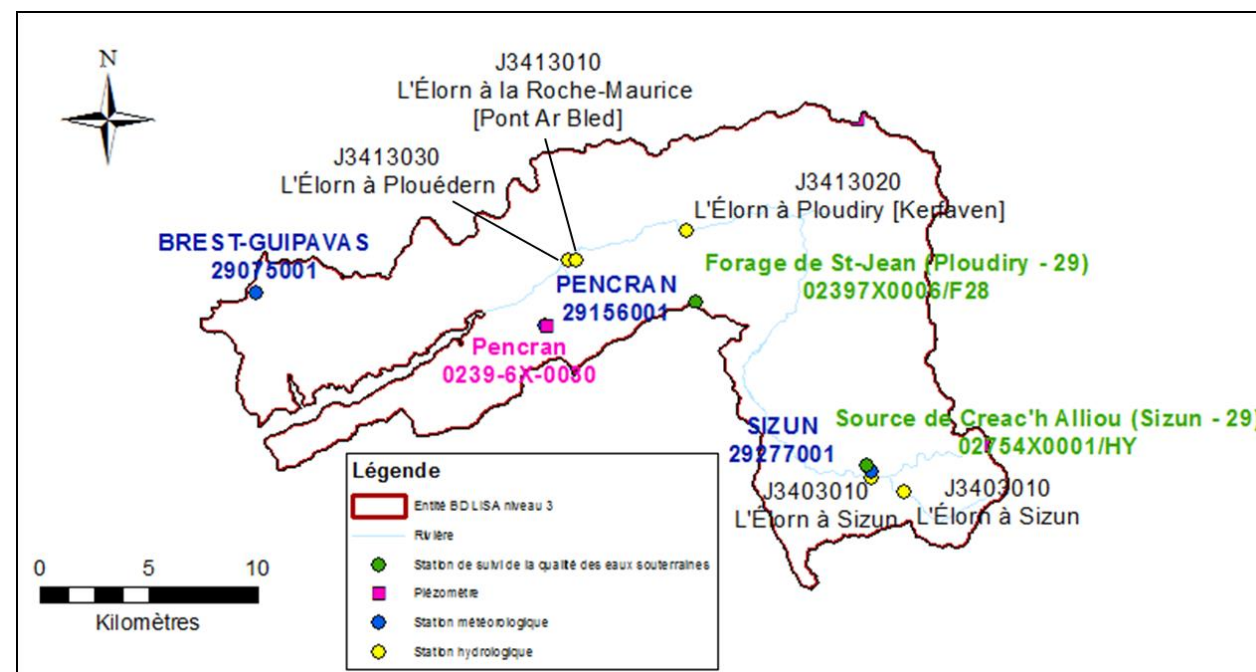 N
J3413010
L'Élorn à la Roche-Maurice
[Pont Ar Bled]
J3413030
L'Élorn à Plouédern
J3413020
L'Élorn à Ploudiry [Kerfaven]
BREST-GUIPAVAS
29075001
Forage de St-Jean (Ploudiry - 29)
02397X0006/F28
PENCRAN
29156001
Pencran
0239-6X-0080
Source de Creac'h Alliou (Sizun - 29)
02754X0001/HY
SIZUN
29277001
J3403010
L'Élorn à Sizun
J3403010
L'Élorn à Sizun
Légende
Entité BDLISA niveau 3
Rivière
Station de suivi de la qualité des eaux souterraines
Piézomètre
Station météorologique
Station hydrologique
0 5 10
Kilomètres